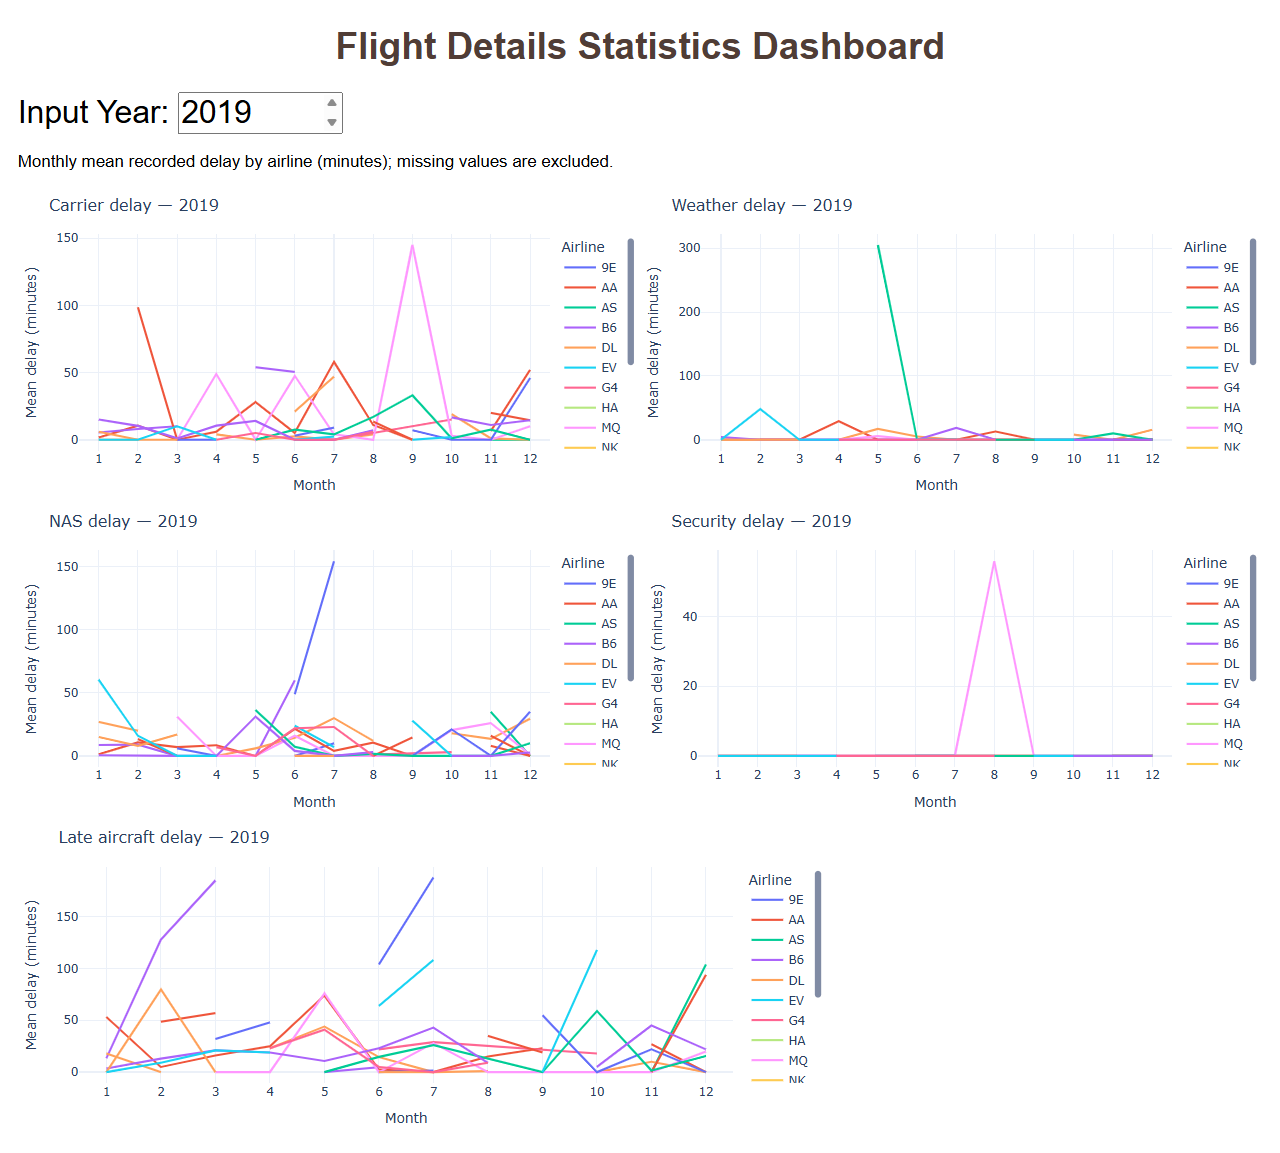 Flight Details Statistics Dashboard
Input Year: 2019
Monthly mean recorded delay by airline (minutes); missing values are excluded.
Carrier delay — 2019
Mean delay (minutes)
150
100
50
0
1 2 3 4 5 6 7 8 9 10 11 12
Month
Airline
9E
AA
AS
B6
DL
EV
G4
HA
MQ
NK
Weather delay — 2019
Mean delay (minutes)
300
200
100
0
1 2 3 4 5 6 7 8 9 10 11 12
Month
Airline
9E
AA
AS
B6
DL
EV
G4
HA
MQ
NK
NAS delay — 2019
Mean delay (minutes)
150
100
50
0
1 2 3 4 5 6 7 8 9 10 11 12
Month
Airline
9E
AA
AS
B6
DL
EV
G4
HA
MQ
NK
Security delay — 2019
Mean delay (minutes)
40
20
0
1 2 3 4 5 6 7 8 9 10 11 12
Month
Airline
9E
AA
AS
B6
DL
EV
G4
HA
MQ
NK
Late aircraft delay — 2019
Mean delay (minutes)
150
100
50
0
1 2 3 4 5 6 7 8 9 10 11 12
Month
Airline
9E
AA
AS
B6
DL
EV
G4
HA
MQ
NK